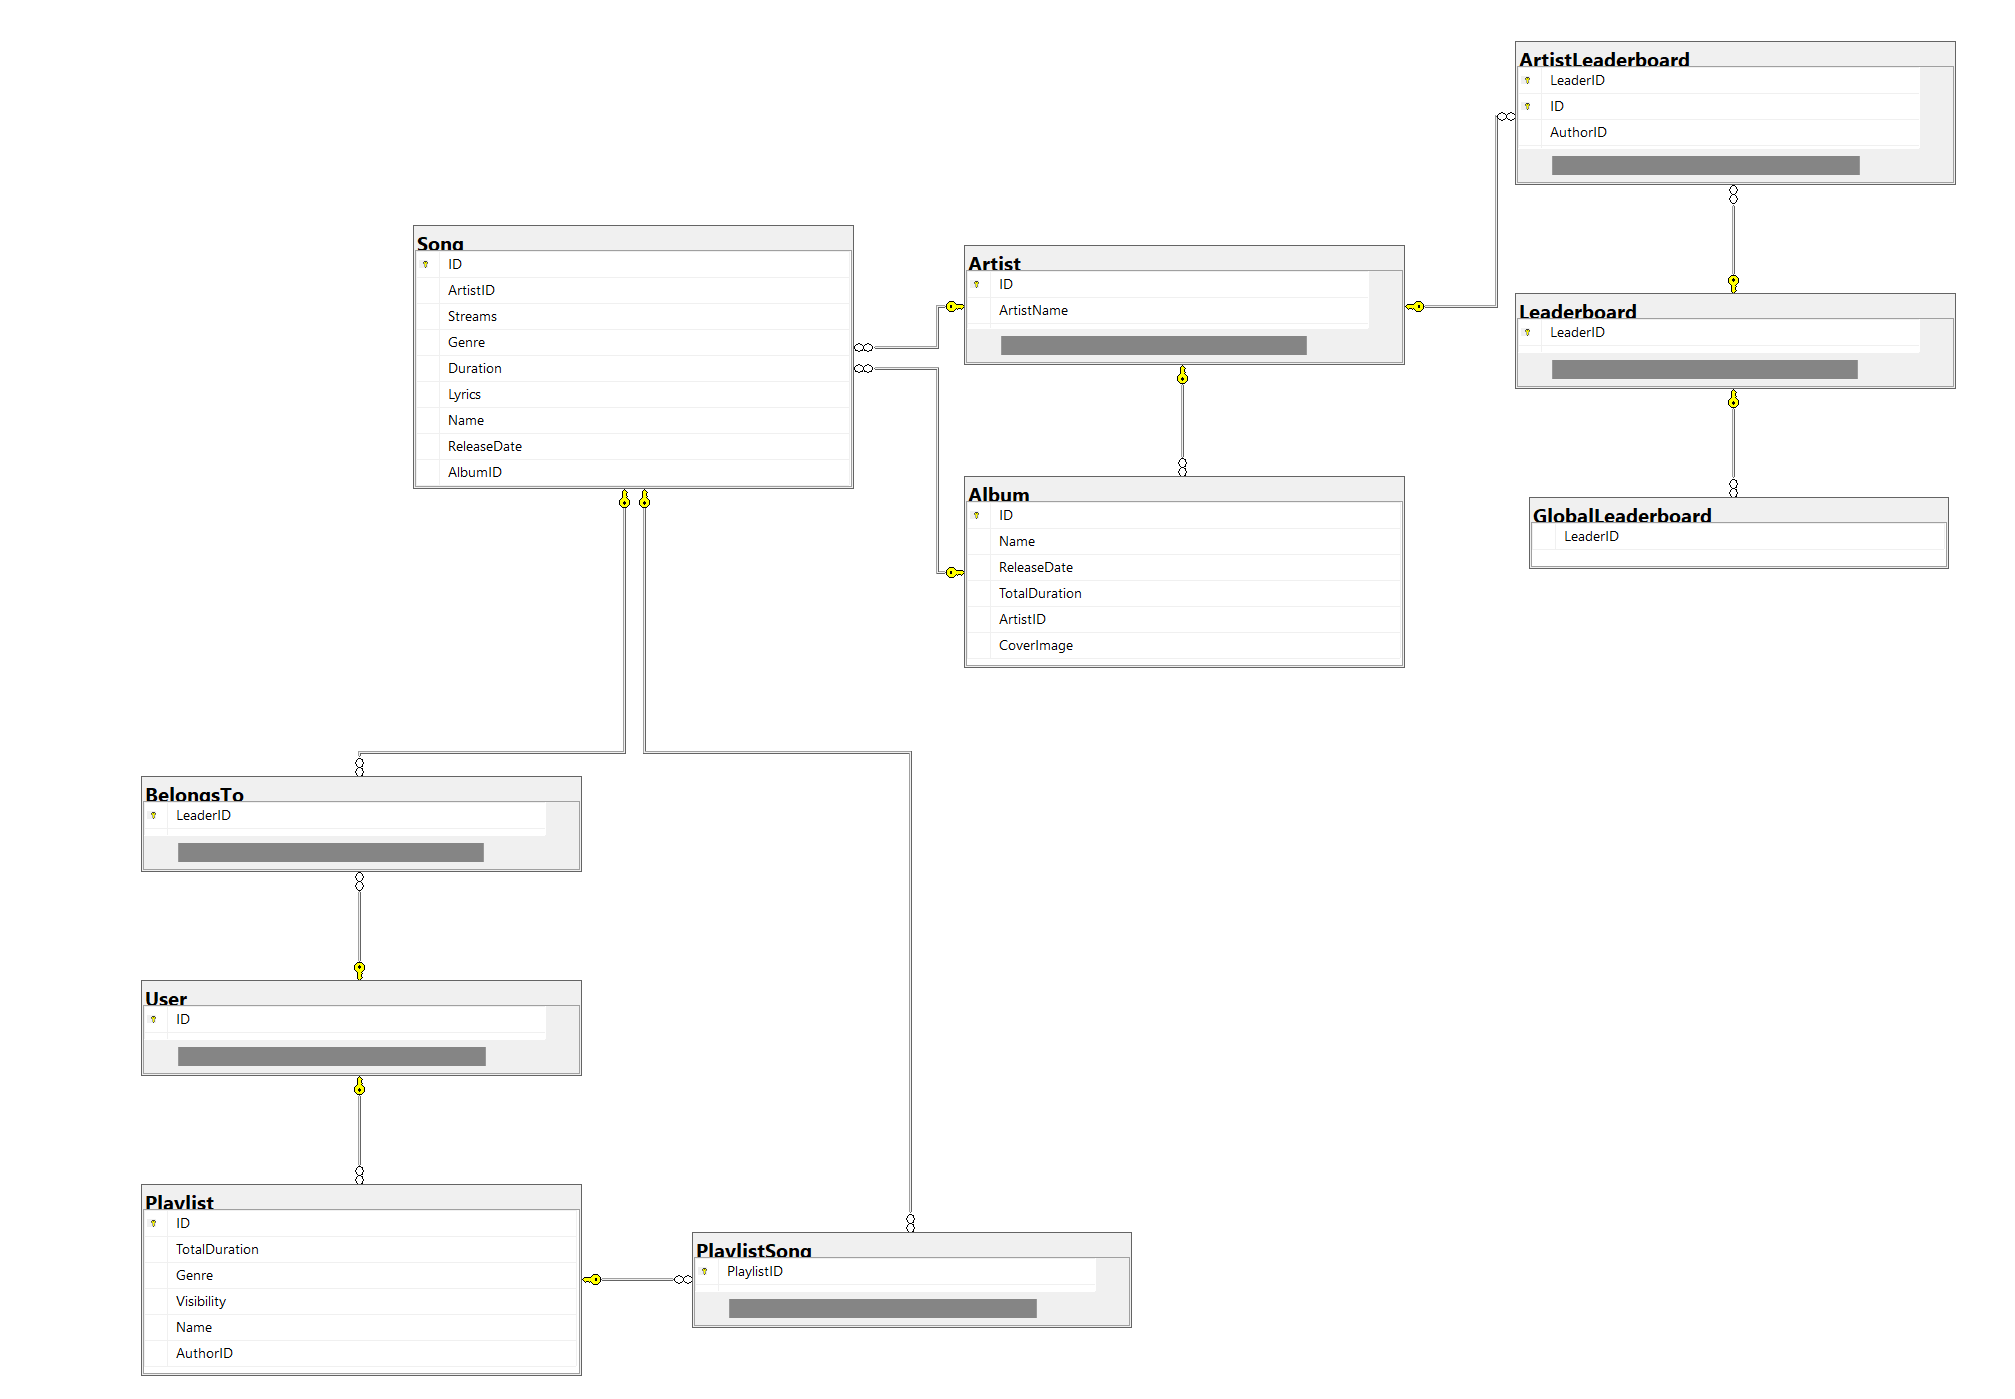 ArtistLeaderboard
LeaderID
ID
AuthorID
Song
ID
ArtistID
Streams
Genre
Duration
Lyrics
Name
ReleaseDate
AlbumID
Artist
ID
ArtistName
Leaderboard
LeaderID
Album
ID
Name
ReleaseDate
TotalDuration
ArtistID
CoverImage
GlobalLeaderboard
LeaderID
BelongsTo
LeaderID
User
ID
Playlist
ID
TotalDuration
Genre
Visibility
Name
AuthorID
PlaylistSong
PlaylistID